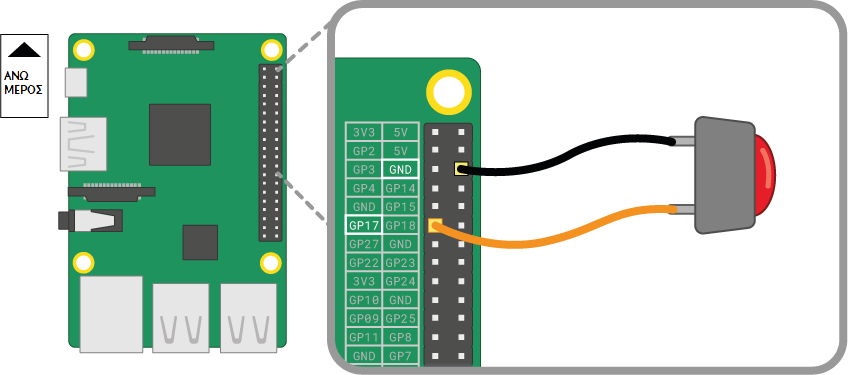 ΑΝΩ
ΜΕΡΟΣ
3V3 5V
GP2 5V
GP3 GND
GP4 GP14
GND GP15
GP17 GP18
GP27 GND
GP22 GP23
3V3 GP24
GP10 GND
GP09 GP25
GP11 GP8
GND GP7